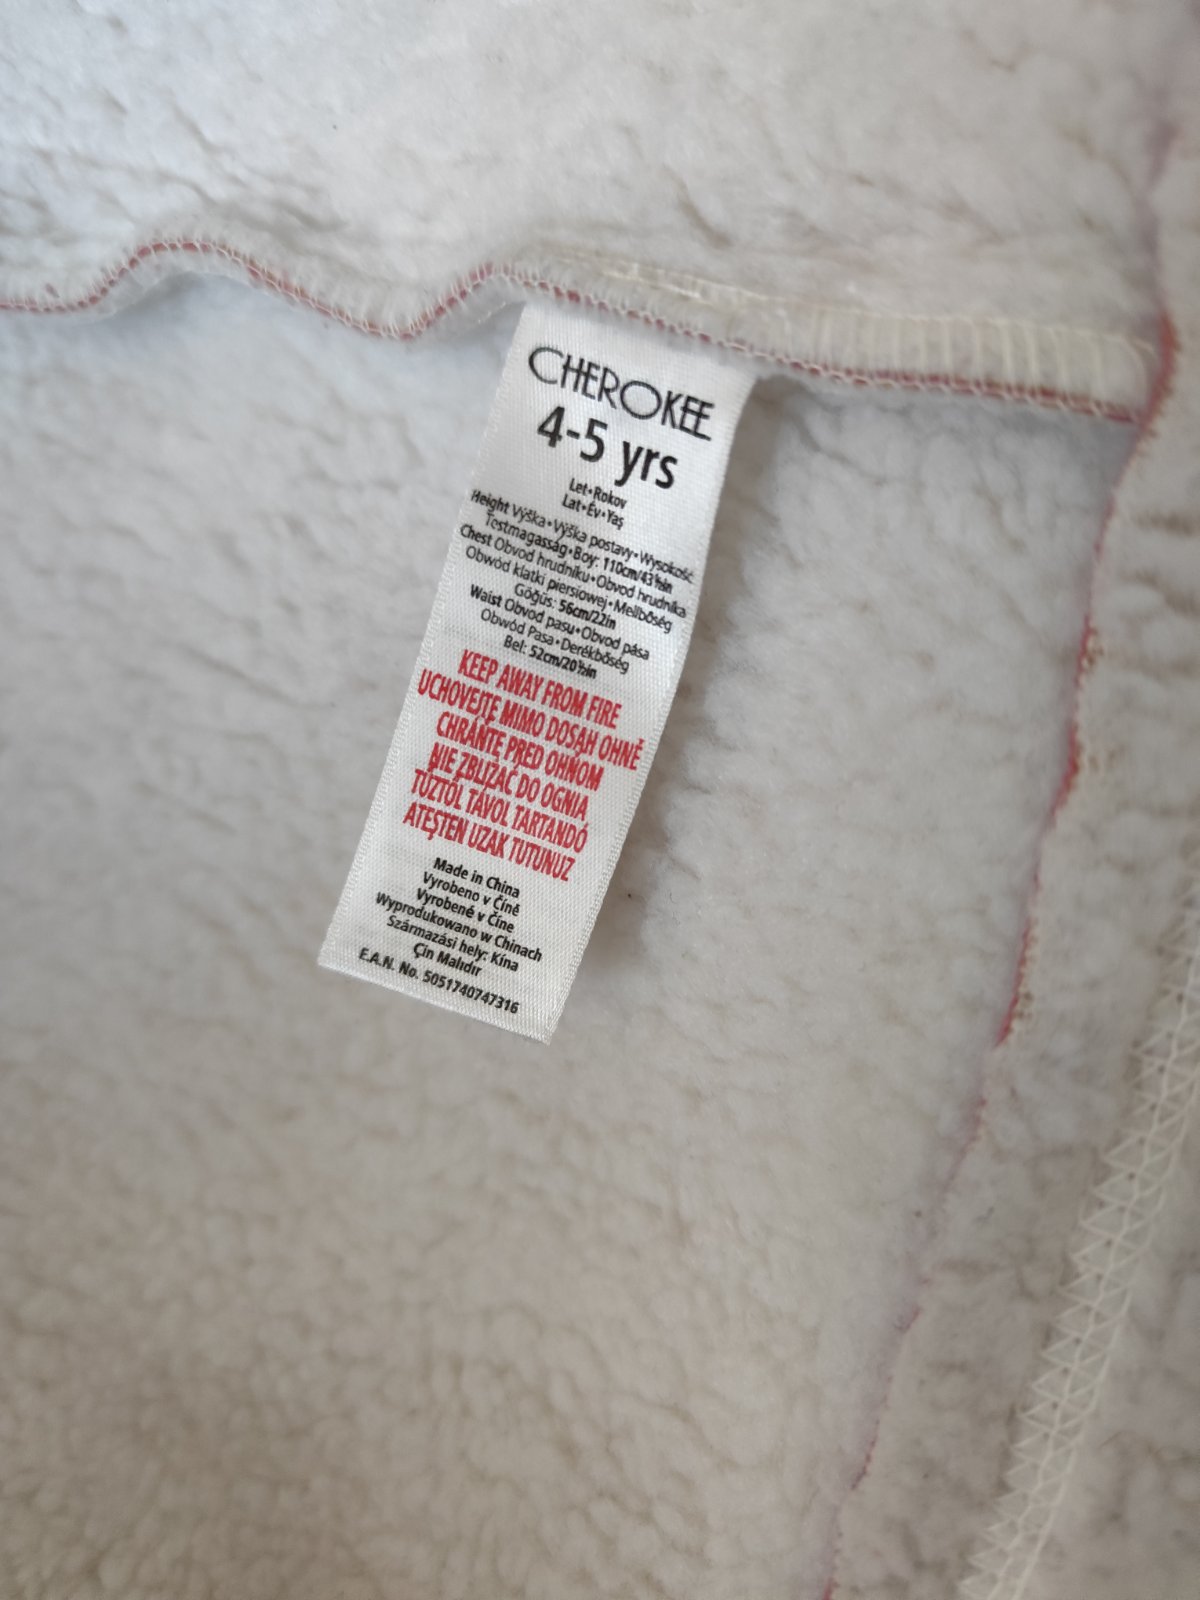 CHEROKEE
4-5 yrs
Let•Rokov
Lat•Év•Yaş
Height Výška•Výška postavy•Wysokość
Testmagasság•Boy: 110cm/43½in
Chest Obvod hrudníku•Obvod hrudníka
Obwód klatki piersiowej•Mellbőség
Göğüs: 56cm/22in
Waist Obvod pasu•Obvod pása
Obwód Pasa•Derékbőség
Bel: 52cm/20½in
KEEP AWAY FROM FIRE
UCHOVEJTE MIMO DOSAH OHNĚ
CHRÁŇTE PRED OHŇOM
NIE ZBLIŻAĆ DO OGNIA
TŰZTŐL TÁVOL TARTANDÓ
ATEŞTEN UZAK TUTUNUZ
Made in China
Vyrobeno v Číně
Vyrobené v Číne
Wyprodukowano w Chinach
Származási hely: Kína
Çin Malıdır
E.A.N. No. 5051740747316